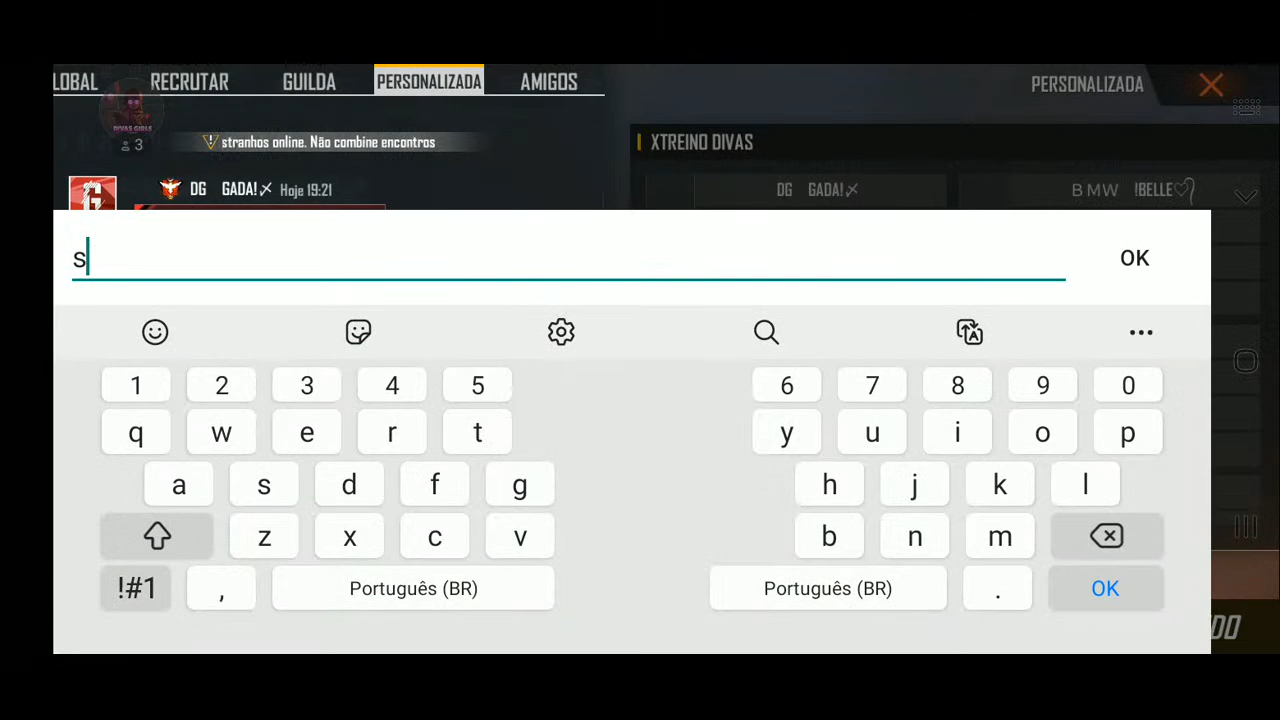 LOBAL RECRUTAR GUILDA PERSONALIZADA AMIGOS PERSONALIZADA
DIVAS GIRLS
3
stranhos online. Não combine encontros
XTREINO DIVAS
DG GADA! Hoje 19:21
DG GADA!
BMW !BELLE
s
OK
1 2 3 4 5 6 7 8 9 0
q w e r t y u i o p
a s d f g h j k l
z x c v b n m
!#1 , Português (BR) Português (BR) . OK
DO